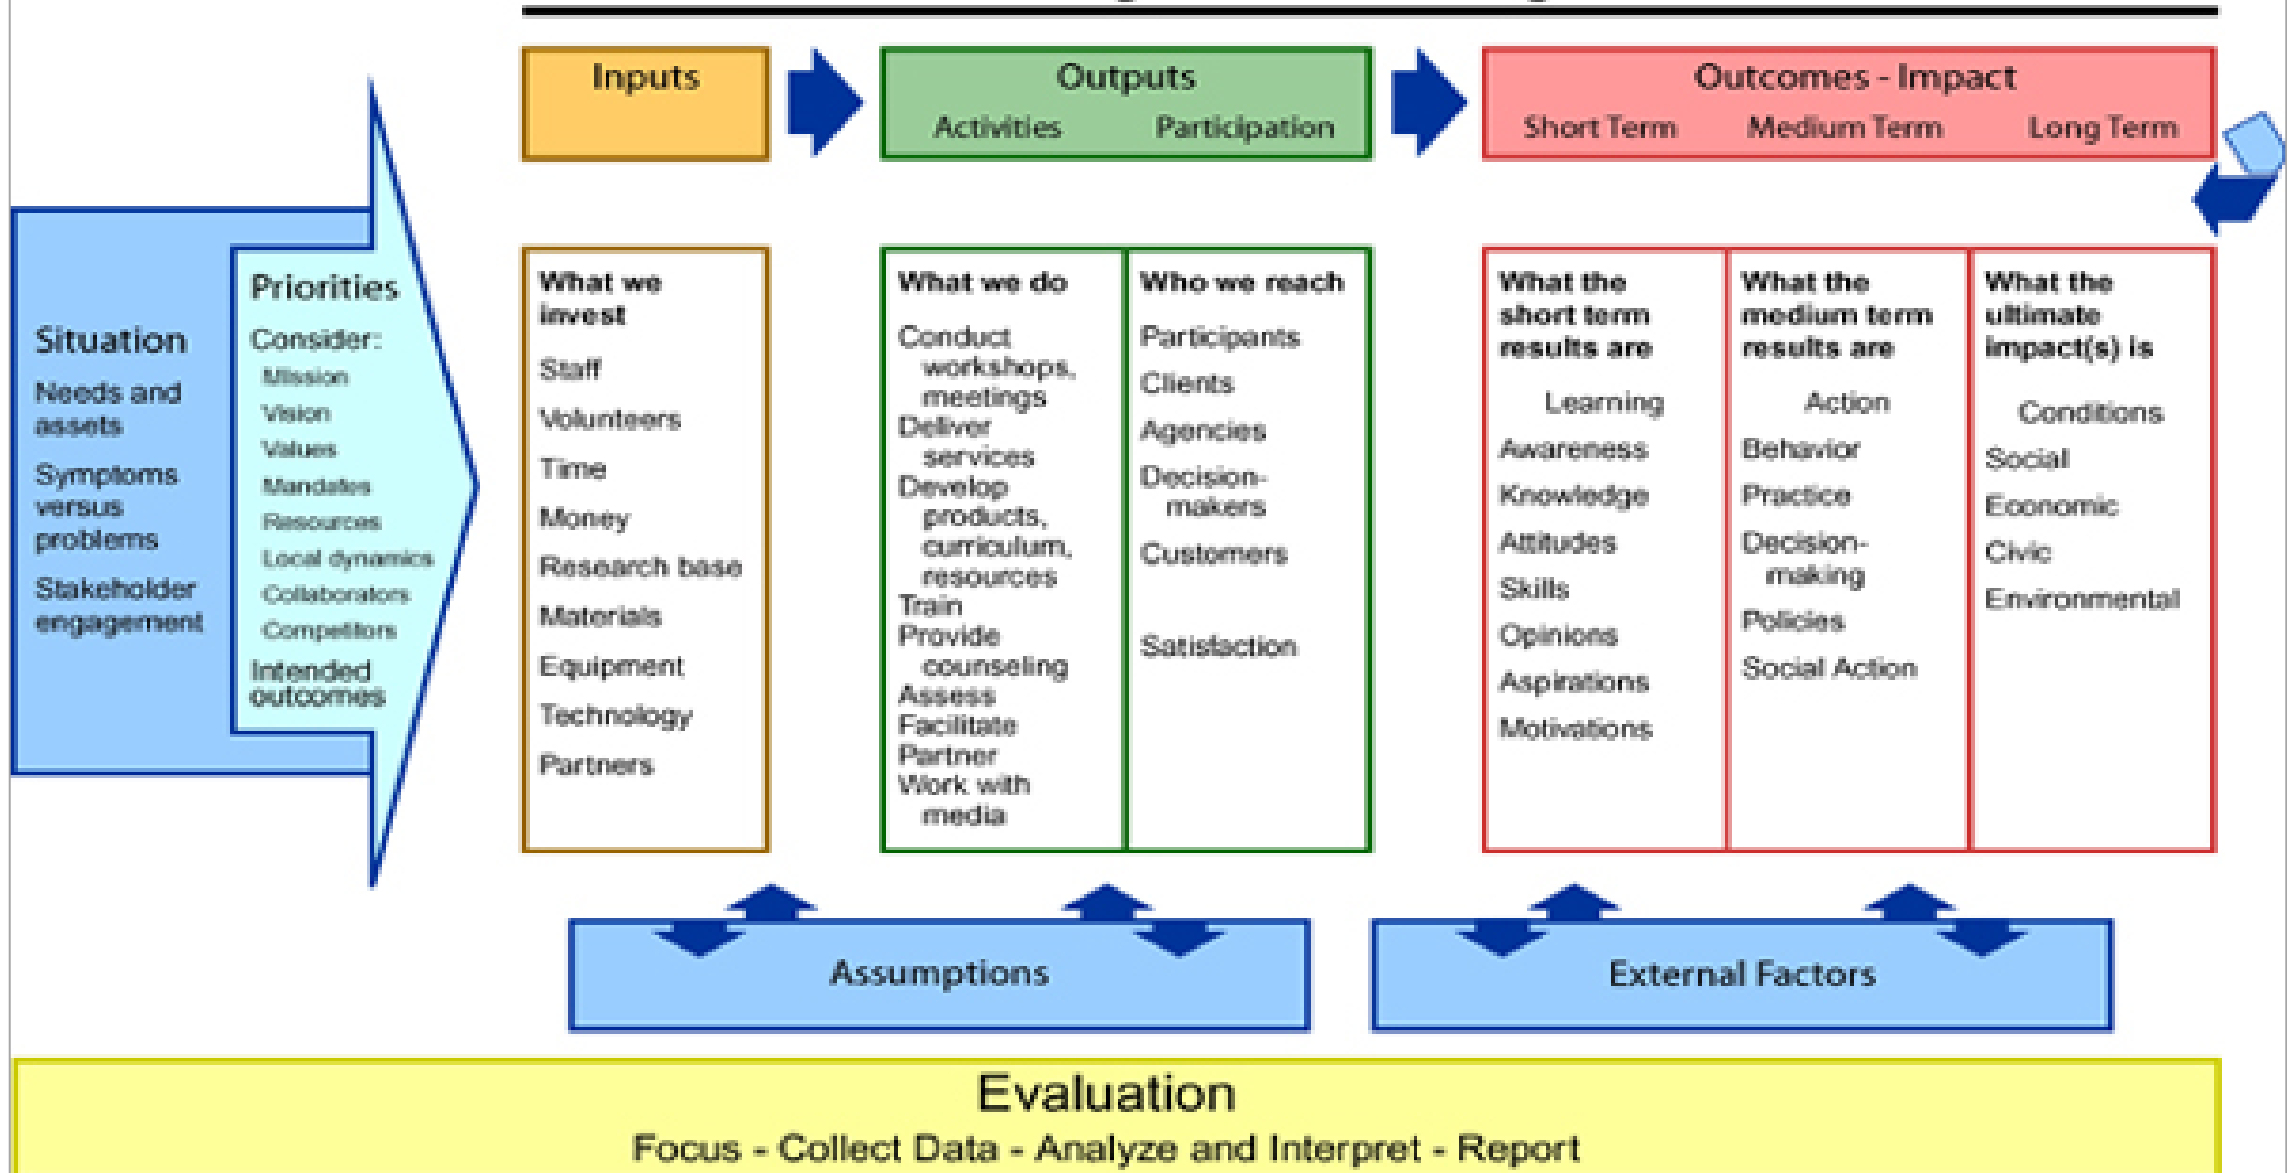 Inputs
Outputs
Activities Participation
Outcomes - Impact
Short Term Medium Term Long Term
Situation
Needs and
assets
Symptoms
versus
problems
Stakeholder
engagement
Priorities
Consider:
Mission
Vision
Values
Mandates
Resources
Local dynamics
Collaborators
Competitors
Intended
outcomes
What we
invest
Staff
Volunteers
Time
Money
Research base
Materials
Equipment
Technology
Partners
What we do
Conduct
workshops,
meetings
Deliver
services
Develop
products,
curriculum,
resources
Train
Provide
counseling
Assess
Facilitate
Partner
Work with
media
Who we reach
Participants
Clients
Agencies
Decision-
makers
Customers
Satisfaction
What the
short term
results are
Learning
Awareness
Knowledge
Attitudes
Skills
Opinions
Aspirations
Motivations
What the
medium term
results are
Action
Behavior
Practice
Decision-
making
Policies
Social Action
What the
ultimate
impact(s) is
Conditions
Social
Economic
Civic
Environmental
Assumptions
External Factors
Evaluation
Focus - Collect Data - Analyze and Interpret - Report